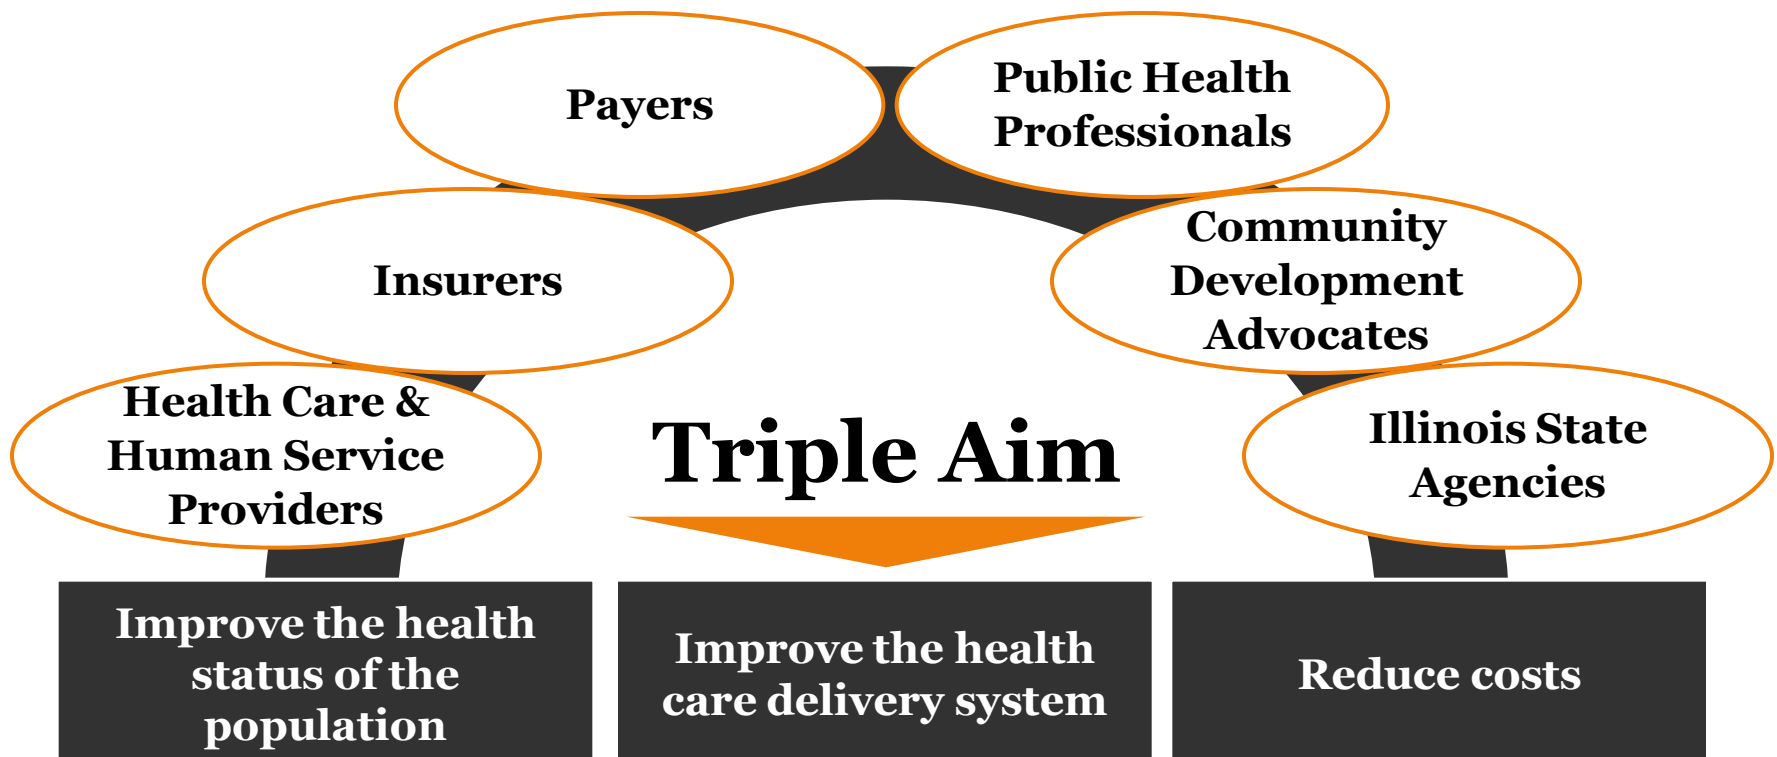 Payers
Public Health
Professionals
Insurers
Community
Development
Advocates
Health Care &
Human Service
Providers
Triple Aim
Illinois State
Agencies
Improve the health
status of the
population
Improve the health
care delivery system
Reduce costs